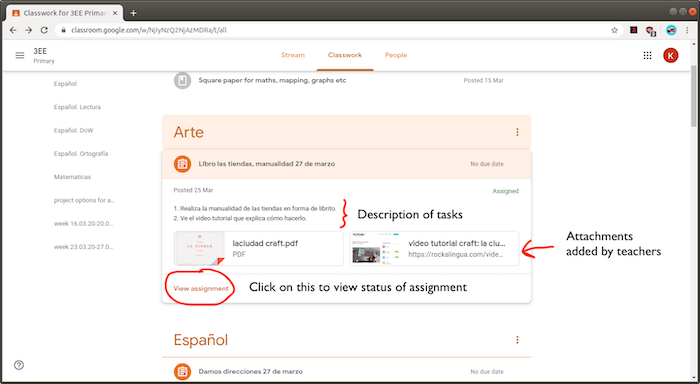 Classwork for 3EE Primary
classroom.google.com/w/NjIyNzQ2NjAzMDRa/t/all
3EE
Primary
Stream
Classwork
People
K
Español
Español. Lectura
Español. DoW
Español. Ortografía
Matematicas
project options for a...
week 16.03.20-20.0...
week 23.03.20-27.0...
Square paper for maths, mapping, graphs etc
Posted 15 Mar
Arte
Libro las tiendas, manualidad 27 de marzo
No due date
Posted 25 Mar
Assigned
1. Realiza la manualidad de las tiendas en forma de librito.
2. Ve el video tutorial que explica cómo hacerlo.
Description of tasks
laciudad craft.pdf
PDF
video tutorial craft: la clu...
https://rockalingua.com/vide...
Attachments
added by teachers
View assignment
Click on this to view status of assignment
Español
Damos direcciones 27 de marzo
No due date